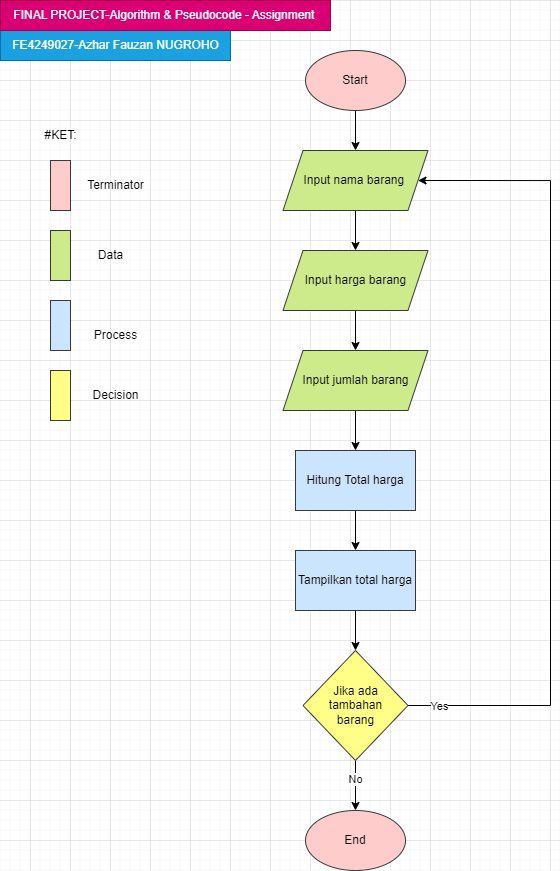 FINAL PROJECT-Algorithm & Pseudocode - Assignment
FE4249027-Azhar Fauzan NUGROHO
#KET:
Terminator
Data
Process
Decision
Start
Input nama barang
Input harga barang
Input jumlah barang
Hitung Total harga
Tampilkan total harga
Jika ada
tambahan
barang
Yes
No
End